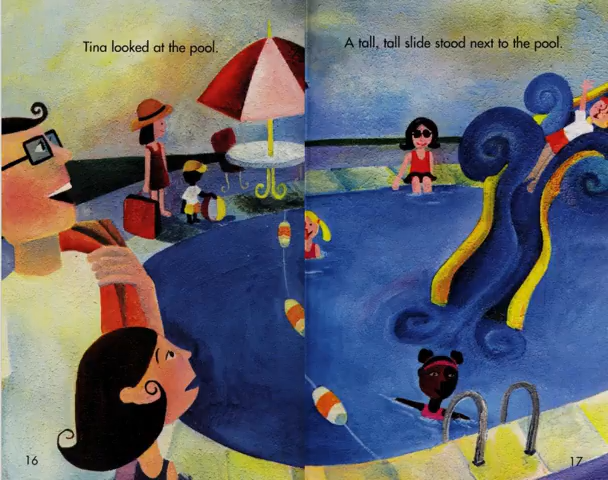 Tina looked at the pool.
A tall, tall slide stood next to the pool.
16
17